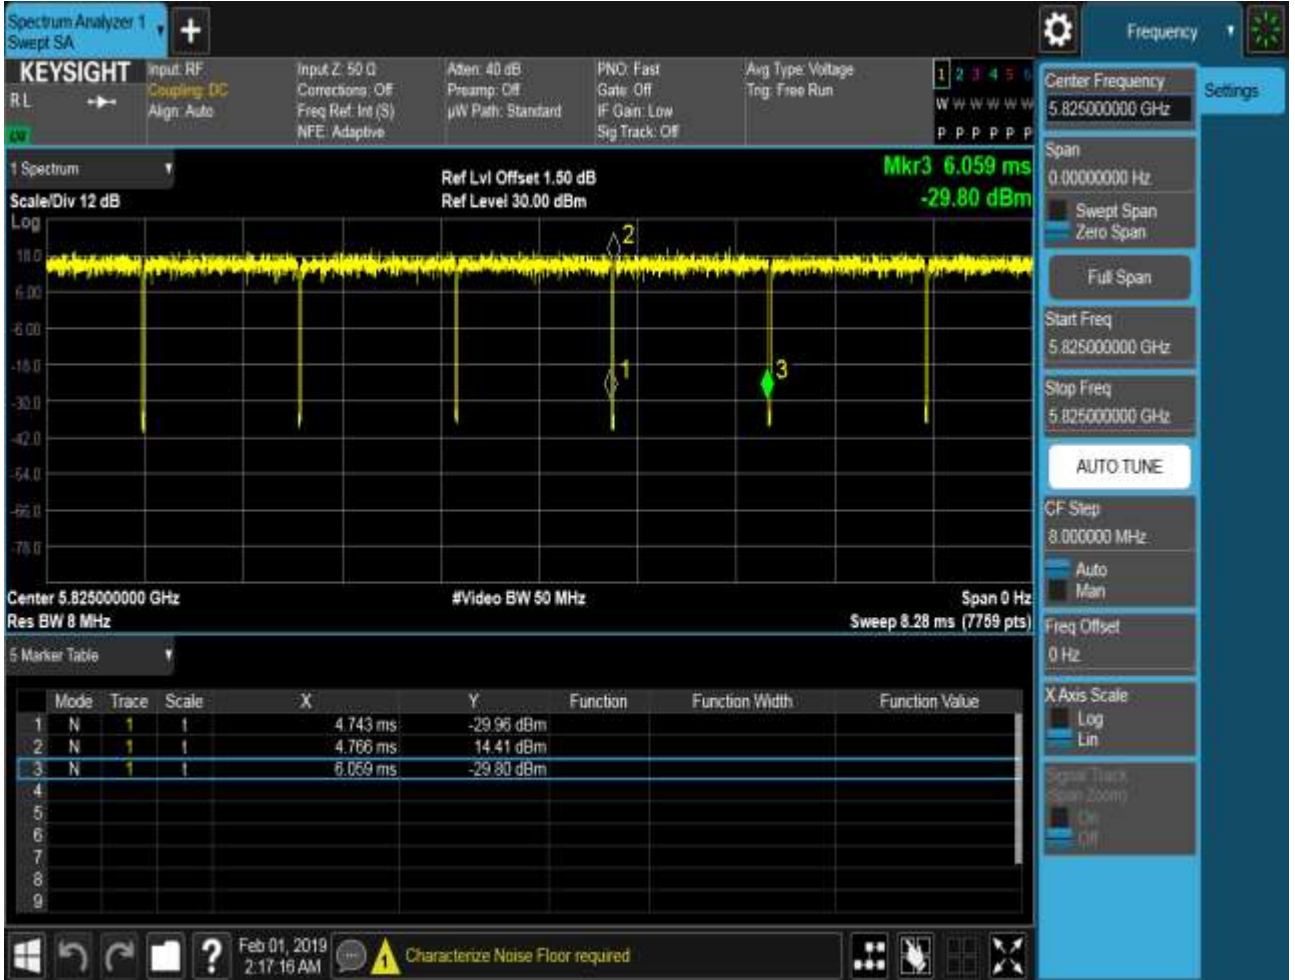 Spectrum Analyzer 1
Swept SA
+
Frequency
KEYSIGHT
RL
Input: RF
Coupling: DC
Align: Auto
Input Z: 50 Ω
Corrections: Off
Freq Ref: Int (S)
NFE: Adaptive
Atten: 40 dB
Preamp: Off
µW Path: Standard
PNO: Fast
Gate: Off
IF Gain: Low
Sig Track: Off
Avg Type: Voltage
Trig: Free Run
1 2 3 4 5 6
W W W W W W
P P P P P P
1 Spectrum
Scale/Div 12 dB
Ref Lvl Offset 1.50 dB
Ref Level 30.00 dBm
Mkr3 6.059 ms
-29.80 dBm
Log
18.0
6.00
-6.00
-18.0
-30.0
-42.0
-54.0
-66.0
-78.0
2
1
3
Center 5.825000000 GHz
#Video BW 50 MHz
Span 0 Hz
Res BW 8 MHz
Sweep 8.28 ms (7759 pts)
5 Marker Table
Mode Trace Scale X Y Function Function Width Function Value
1 N 1 t 4.743 ms -29.96 dBm
2 N 1 t 4.766 ms 14.41 dBm
3 N 1 t 6.059 ms -29.80 dBm
4
5
6
7
8
9
Center Frequency
5.825000000 GHz
Settings
Span
0.00000000 Hz
Swept Span
Zero Span
Full Span
Start Freq
5.825000000 GHz
Stop Freq
5.825000000 GHz
AUTO TUNE
CF Step
8.000000 MHz
Auto
Man
Freq Offset
0 Hz
X Axis Scale
Log
Lin
Signal Track
(Span Zoom)
On
Off
?
Feb 01, 2019
2:17:16 AM
1
Characterize Noise Floor required